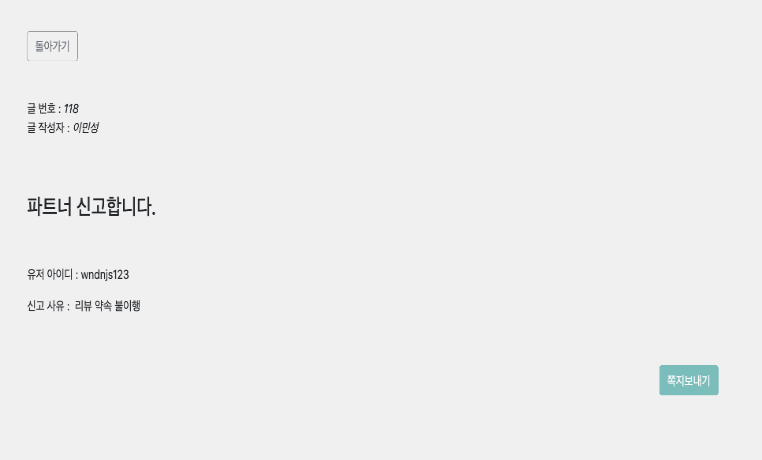 돌아가기
글 번호 : 118
글 작성자 : 이민성
파트너 신고합니다.
유저 아이디 : wndnjs123
신고 사유 : 리뷰 약속 불이행
쪽지보내기